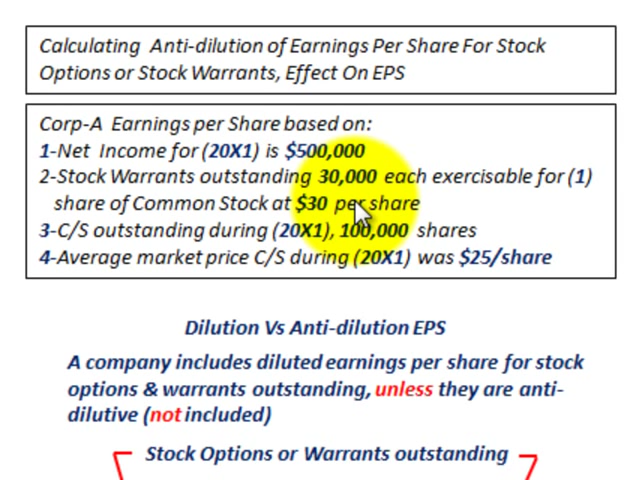 Calculating Anti-dilution of Earnings Per Share For Stock
Options or Stock Warrants, Effect On EPS
Corp-A Earnings per Share based on:
1-Net Income for (20X1) is $500,000
2-Stock Warrants outstanding 30,000 each exercisable for (1)
share of Common Stock at $30 per share
3-C/S outstanding during (20X1), 100,000 shares
4-Average market price C/S during (20X1) was $25/share
Dilution Vs Anti-dilution EPS
A company includes diluted earnings per share for stock
options & warrants outstanding, unless they are anti-
dilutive (not included)
Stock Options or Warrants outstanding